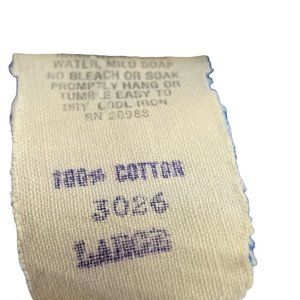 WATER, MILD SOAP
NO BLEACH OR SOAK.
PROMPTLY HANG OR
TUMBLE EASY TO
DRY. COOL IRON.
RN 26988
100% COTTON
3026
LARGE